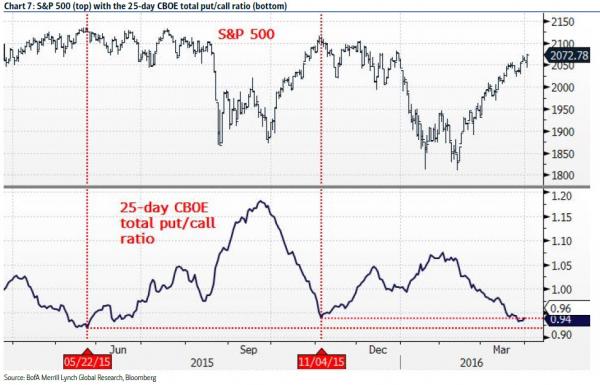 Chart 7: S&P 500 (top) with the 25-day CBOE total put/call ratio (bottom)
S&P 500
2150
2100
2072.78
2050
2000
1950
1900
1850
1800
25-day CBOE
total put/call
ratio
1.20
1.15
1.10
1.05
1.00
0.96
0.94
0.90
Jun
Sep
Dec
Mar
05/22/15
2015
11/04/15
2016
Source: BofA Merrill Lynch Global Research, Bloomberg